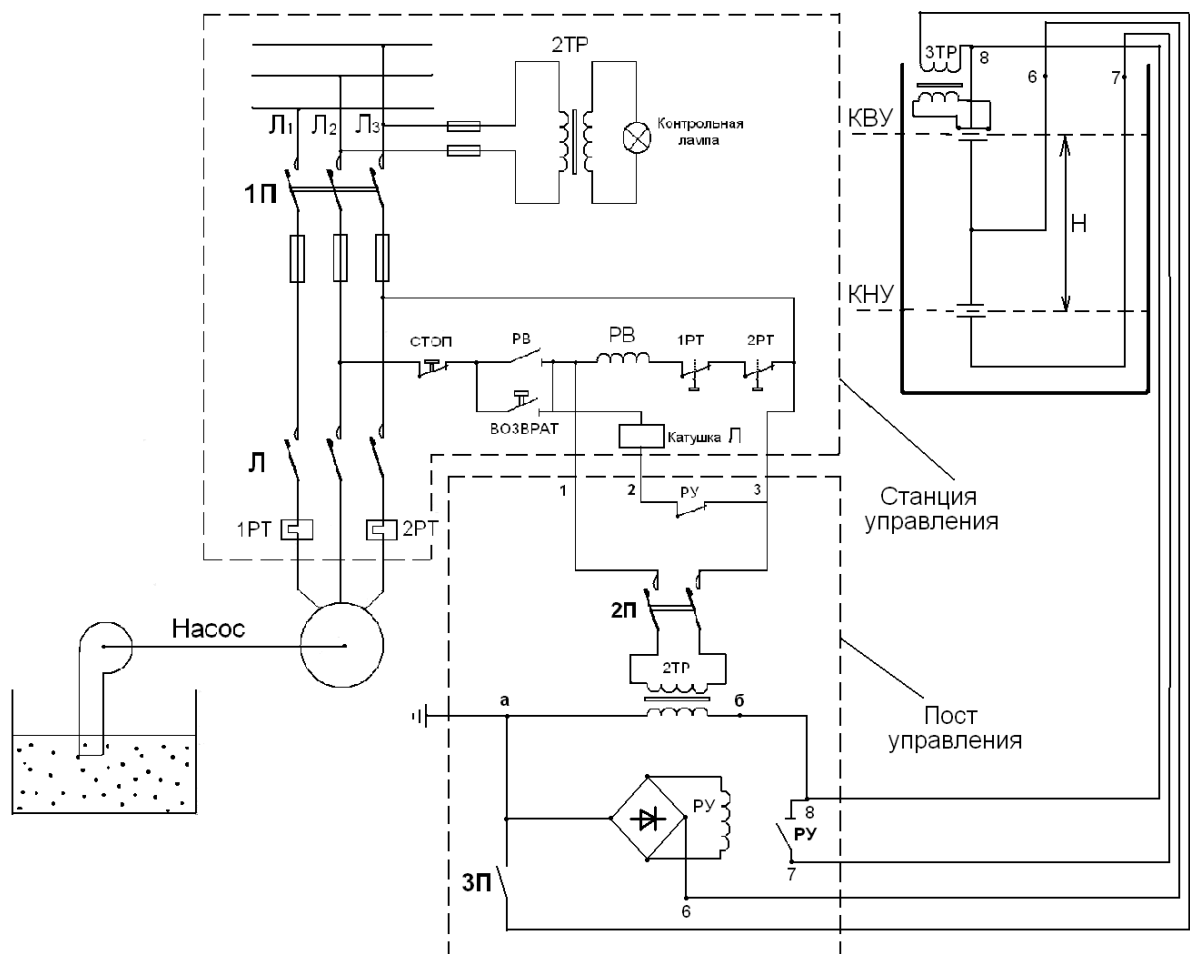 2ТР
3ТР
8
6
7
Л1
Л2
Л3
КВУ
Контрольная
лампа
1П
Н
КНУ
СТОП
РВ
РВ
1РТ
2РТ
ВОЗВРАТ
Катушка Л
Л
1
2
РУ
3
Станция
управления
1РТ
2РТ
2П
Насос
2ТР
а
б
Пост
управления
РУ
8
РУ
7
3П
6